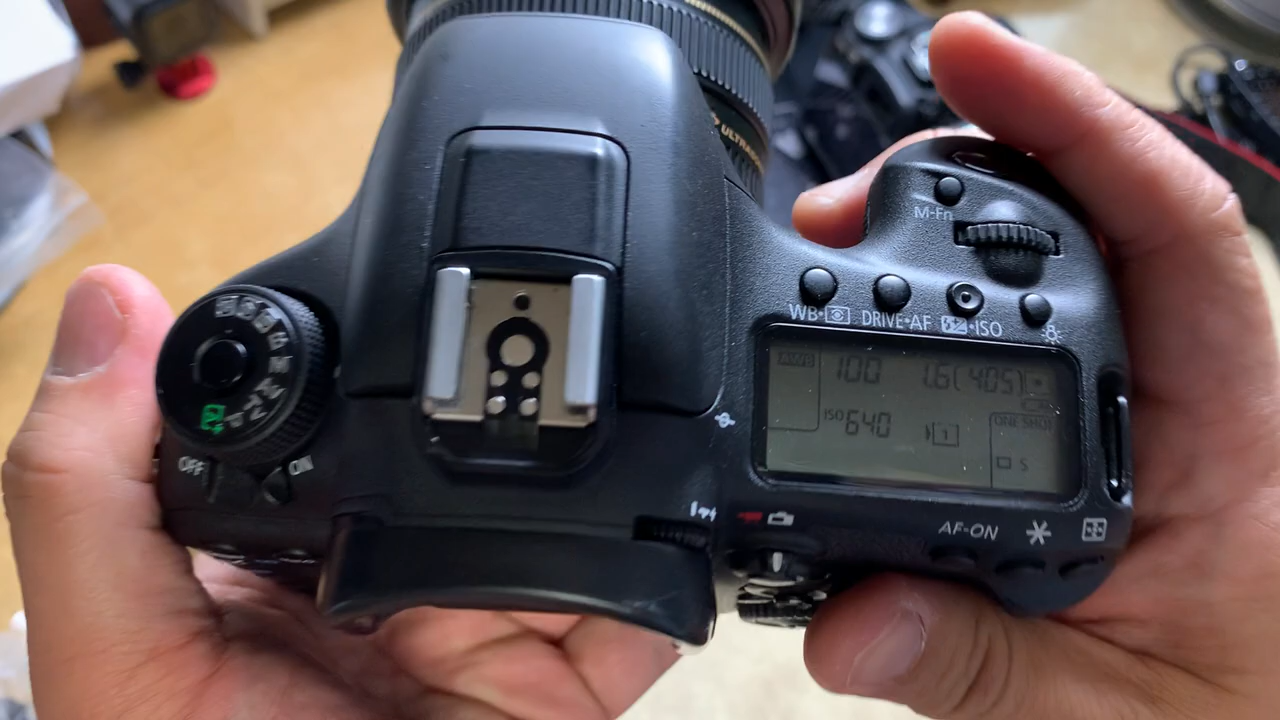 ULTRAS
M-Fn
WB• DRIVE•AF •ISO
AWB 100 1.6(405)
ISO 640 1 ONE SHOT
S
OFF ON
AF-ON